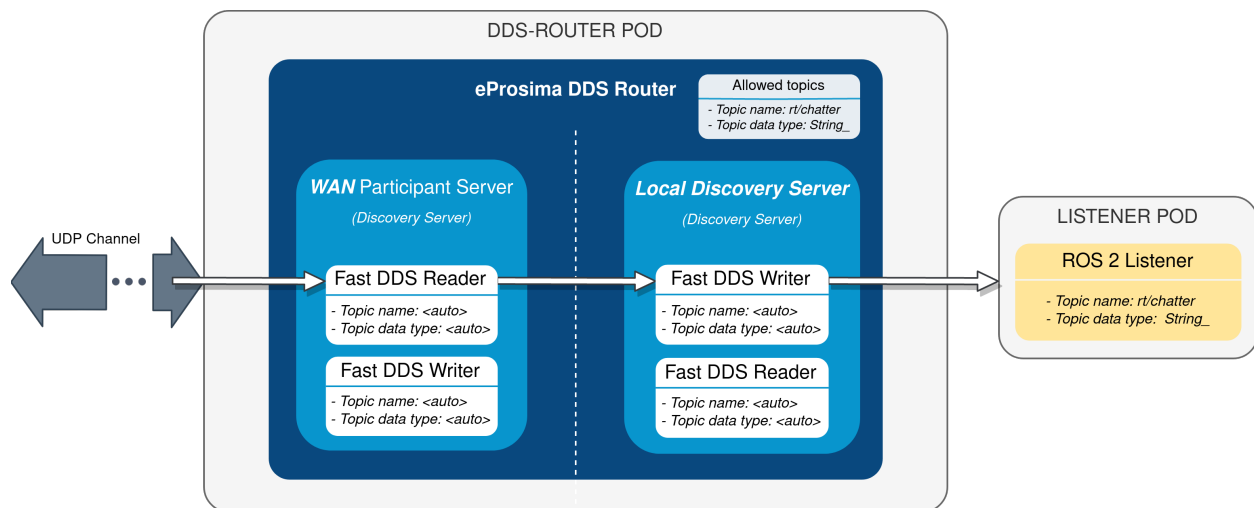 DDS-ROUTER POD
eProsima DDS Router
Allowed topics
- Topic name: rt/chatter
- Topic data type: String_
WAN Participant Server
(Discovery Server)
Local Discovery Server
(Discovery Server)
UDP Channel
Fast DDS Reader
- Topic name: <auto>
- Topic data type: <auto>
Fast DDS Writer
- Topic name: <auto>
- Topic data type: <auto>
Fast DDS Writer
- Topic name: <auto>
- Topic data type: <auto>
Fast DDS Reader
- Topic name: <auto>
- Topic data type: <auto>
LISTENER POD
ROS 2 Listener
- Topic name: rt/chatter
- Topic data type: String_